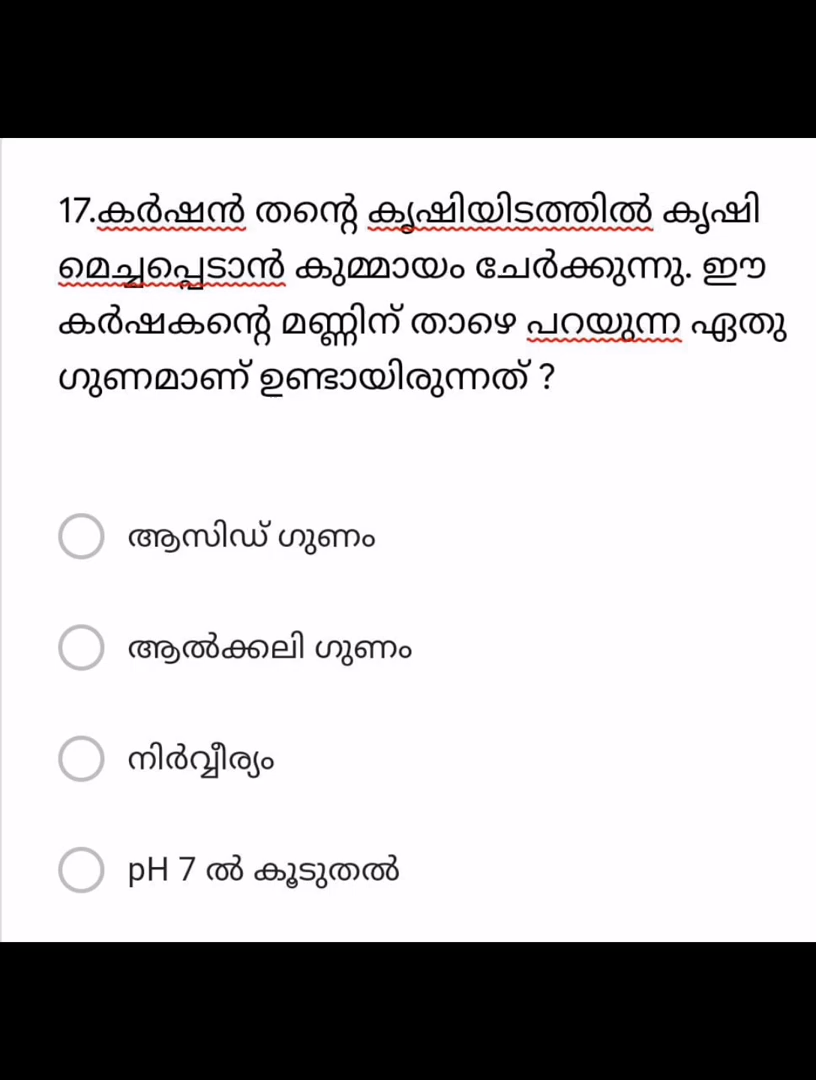 17.കർഷൻ തന്റെ കൃഷിയിടത്തിൽ കൃഷി
മെച്ചപ്പെടാൻ കുമ്മായം ചേർക്കുന്നു. ഈ
കർഷകന്റെ മണ്ണിന് താഴെ പറയുന്ന ഏതു
ഗുണമാണ് ഉണ്ടായിരുന്നത് ?
ആസിഡ് ഗുണം
ആൽക്കലി ഗുണം
നിർവ്വീര്യം
pH 7 ൽ കൂടുതൽ